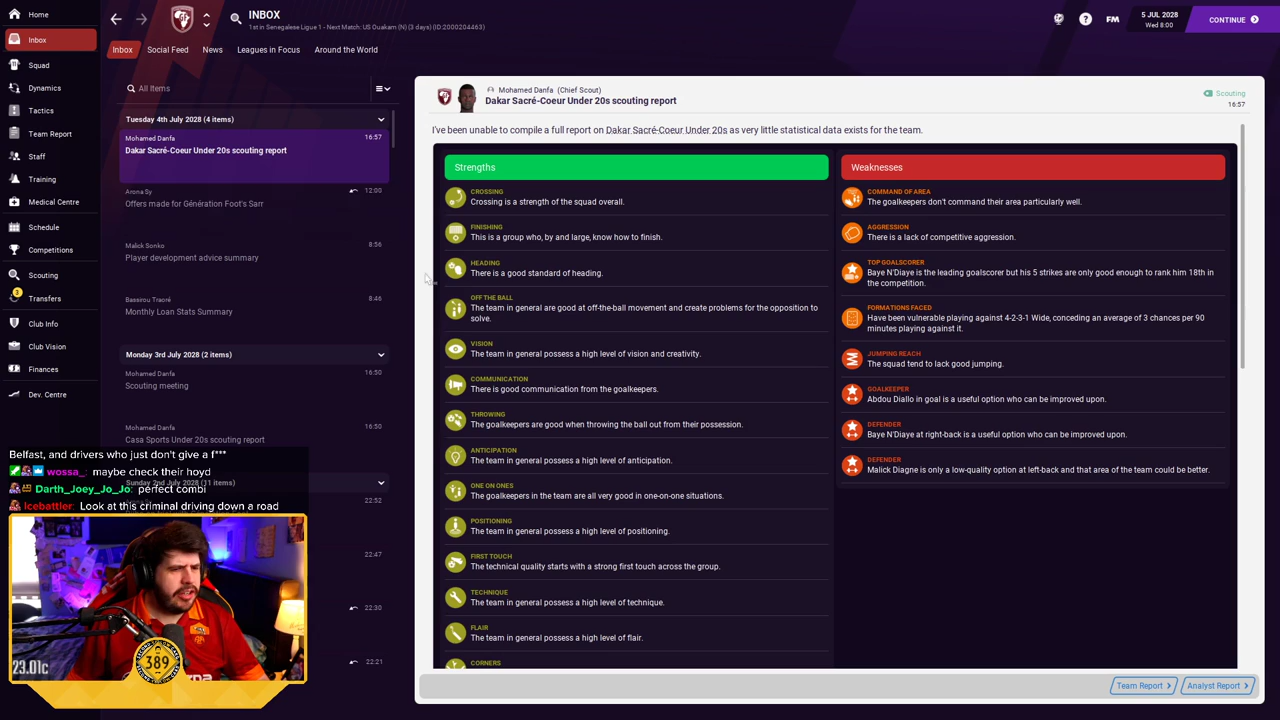 Home
Inbox
Squad
Dynamics
Tactics
Team Report
Staff
Training
Medical Centre
Schedule
Competitions
Scouting
3
Transfers
Club Info
Club Vision
Finances
Dev. Centre
INBOX
1st in Senegalese Ligue 1 - Next Match: US Ouakam (N) (3 days) (ID:2000204463)
FM
5 JUL 2028
Wed 8:00
CONTINUE
Inbox
Social Feed
News
Leagues in Focus
Around the World
All Items
Tuesday 4th July 2028 (4 items)
Mohamed Danfa
16:57
Dakar Sacré-Coeur Under 20s scouting report
Arona Sy
12:00
Offers made for Génération Foot's Sarr
Malick Sonko
8:56
Player development advice summary
Bassirou Traoré
8:46
Monthly Loan Stats Summary
Monday 3rd July 2028 (2 items)
Mohamed Danfa
16:50
Scouting meeting
Mohamed Danfa
16:50
Casa Sports Under 20s scouting report
Sunday 2nd July 2028 (11 items)
22:52
22:47
22:30
22:21
Belfast, and drivers who just don't give a f***
wossa_: maybe check their hoyd
Darth_Joey_Jo_Jo: perfect combi
Icebattler: Look at this criminal driving down a road
23.01c
389
Mohamed Danfa (Chief Scout)
Dakar Sacré-Coeur Under 20s scouting report
Scouting
16:57
I've been unable to compile a full report on Dakar Sacré-Coeur Under 20s as very little statistical data exists for the team.
Strengths
CROSSING
Crossing is a strength of the squad overall.
FINISHING
This is a group who, by and large, know how to finish.
HEADING
There is a good standard of heading.
OFF THE BALL
The team in general are good at off-the-ball movement and create problems for the opposition to
solve.
VISION
The team in general possess a high level of vision and creativity.
COMMUNICATION
There is good communication from the goalkeepers.
THROWING
The goalkeepers are good when throwing the ball out from their possession.
ANTICIPATION
The team in general possess a high level of anticipation.
ONE ON ONES
The goalkeepers in the team are all very good in one-on-one situations.
POSITIONING
The team in general possess a high level of positioning.
FIRST TOUCH
The technical quality starts with a strong first touch across the group.
TECHNIQUE
The team in general possess a high level of technique.
FLAIR
The team in general possess a high level of flair.
CORNERS
Weaknesses
COMMAND OF AREA
The goalkeepers don't command their area particularly well.
AGGRESSION
There is a lack of competitive aggression.
TOP GOALSCORER
Baye N'Diaye is the leading goalscorer but his 5 strikes are only good enough to rank him 18th in
the competition.
FORMATIONS FACED
Have been vulnerable playing against 4-2-3-1 Wide, conceding an average of 3 chances per 90
minutes playing against it.
JUMPING REACH
The squad tend to lack good jumping.
GOALKEEPER
Abdou Diallo in goal is a useful option who can be improved upon.
DEFENDER
Baye N'Diaye at right-back is a useful option who can be improved upon.
DEFENDER
Malick Diagne is only a low-quality option at left-back and that area of the team could be better.
Team Report
Analyst Report